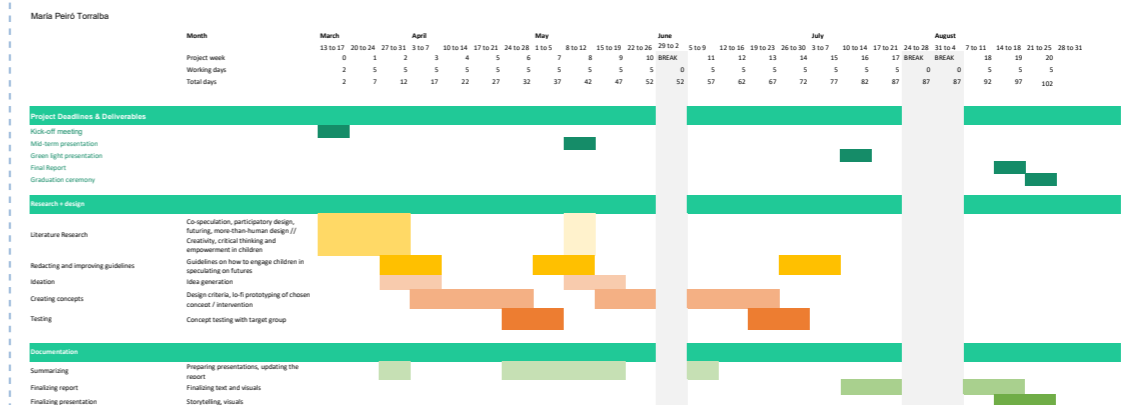 María Peiró Torralba
Month March April May June July August
13 to 17 20 to 24 27 to 31 3 to 7 10 to 14 17 to 21 24 to 28 1 to 5 8 to 12 15 to 19 22 to 26 29 to 2 5 to 9 12 to 16 19 to 23 26 to 30 3 to 7 10 to 14 17 to 21 24 to 28 31 to 4 7 to 11 14 to 18 21 to 25 28 to 31
Project week 0 1 2 3 4 5 6 7 8 9 10 BREAK 11 12 13 14 15 16 17 BREAK BREAK 18 19 20
Working days 2 5 5 5 5 5 5 5 5 5 5 0 5 5 5 5 5 5 5 0 0 5 5 5
Total days 2 7 12 17 22 27 32 37 42 47 52 52 57 62 67 72 77 82 87 87 87 92 97 102
Project Deadlines & Deliverables
Kick-off meeting
Mid-term presentation
Green light presentation
Final Report
Graduation ceremony
Research + design
Co-speculation, participatory design,
futuring, more-than-human design //
Literature Research
Creativity, critical thinking and
empowerment in children
Redacting and improving guidelines Guidelines on how to engage children in
speculating on futures
Ideation Idea generation
Creating concepts Design criteria, lo-fi prototyping of chosen
concept / intervention
Testing Concept testing with target group
Documentation
Summarizing Preparing presentations, updating the
report
Finalizing report Finalizing text and visuals
Finalizing presentation Storytelling, visuals